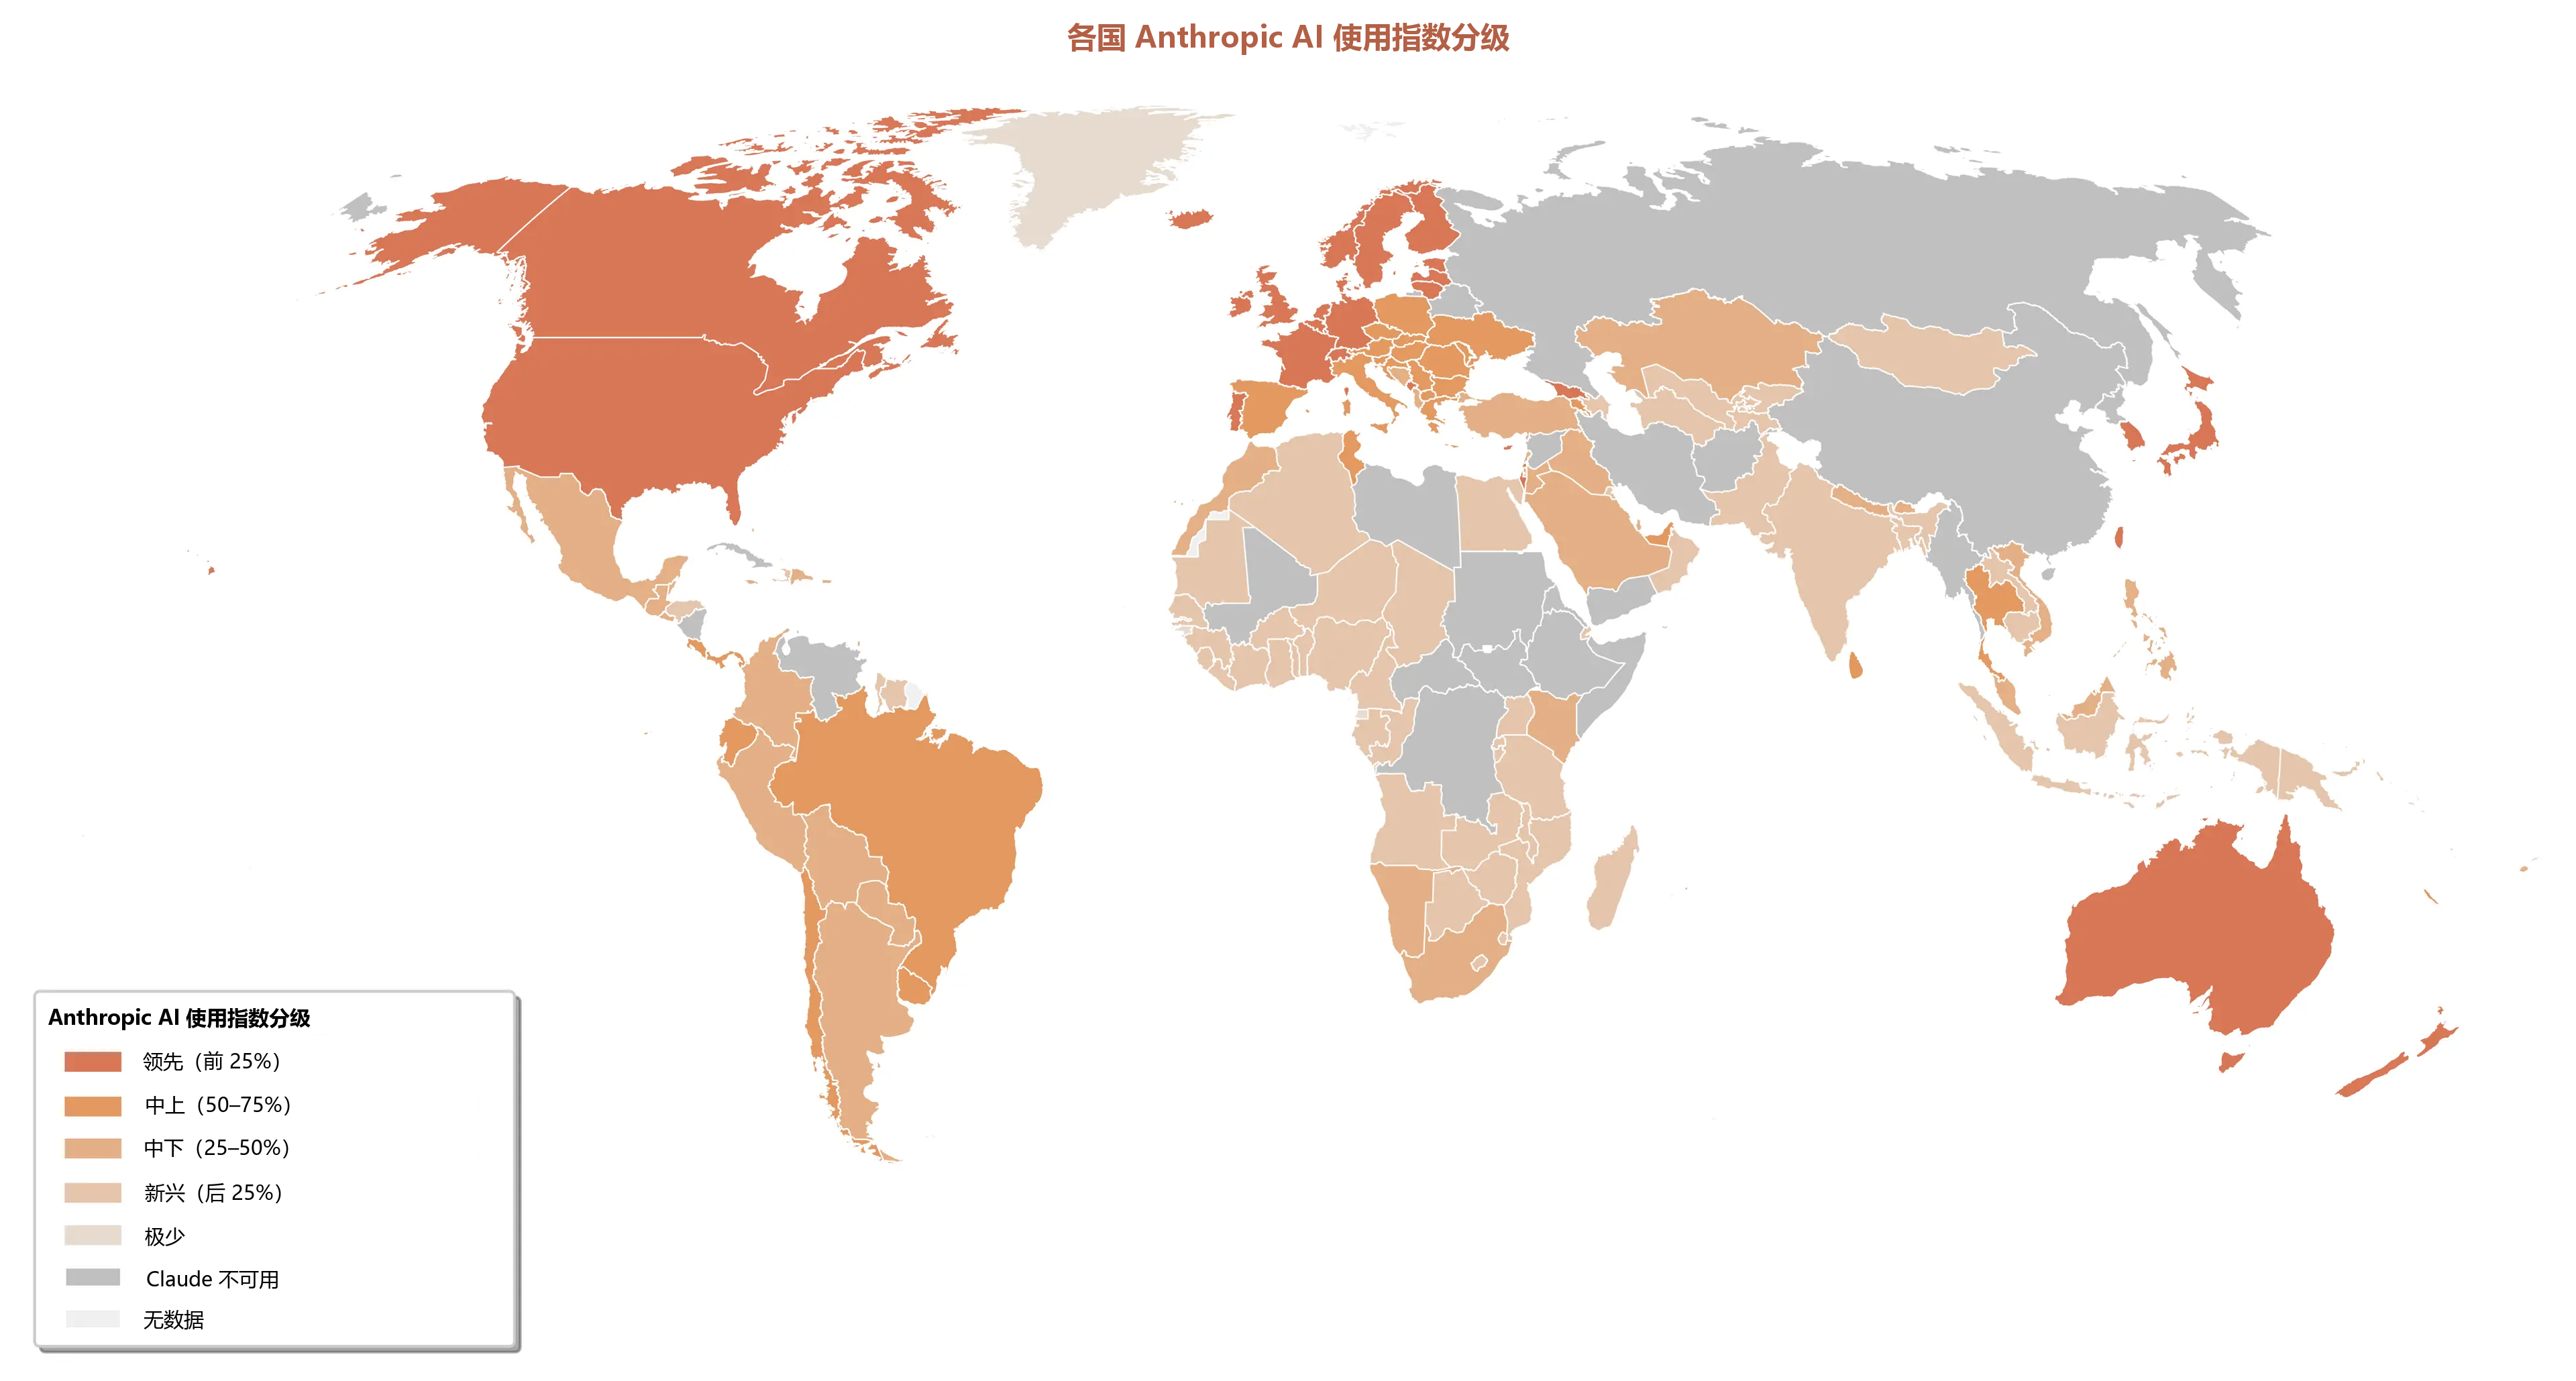 各国 Anthropic AI 使用指数分级
Anthropic AI 使用指数分级
领先（前 25%）
中上（50–75%）
中下（25–50%）
新兴（后 25%）
极少
Claude 不可用
无数据